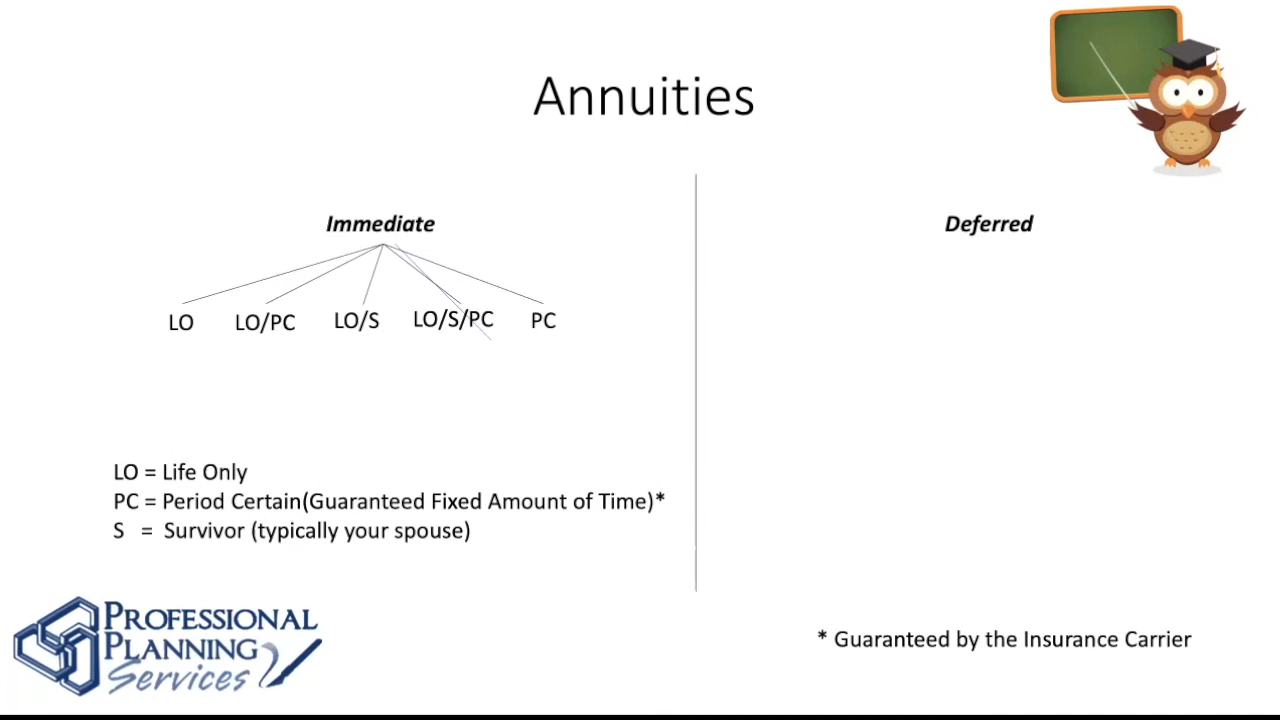 Annuities
Immediate
LO LO/PC LO/S LO/S/PC PC
LO = Life Only
PC = Period Certain(Guaranteed Fixed Amount of Time)*
S = Survivor (typically your spouse)
Deferred
PROFESSIONAL
PLANNING
Services
* Guaranteed by the Insurance Carrier